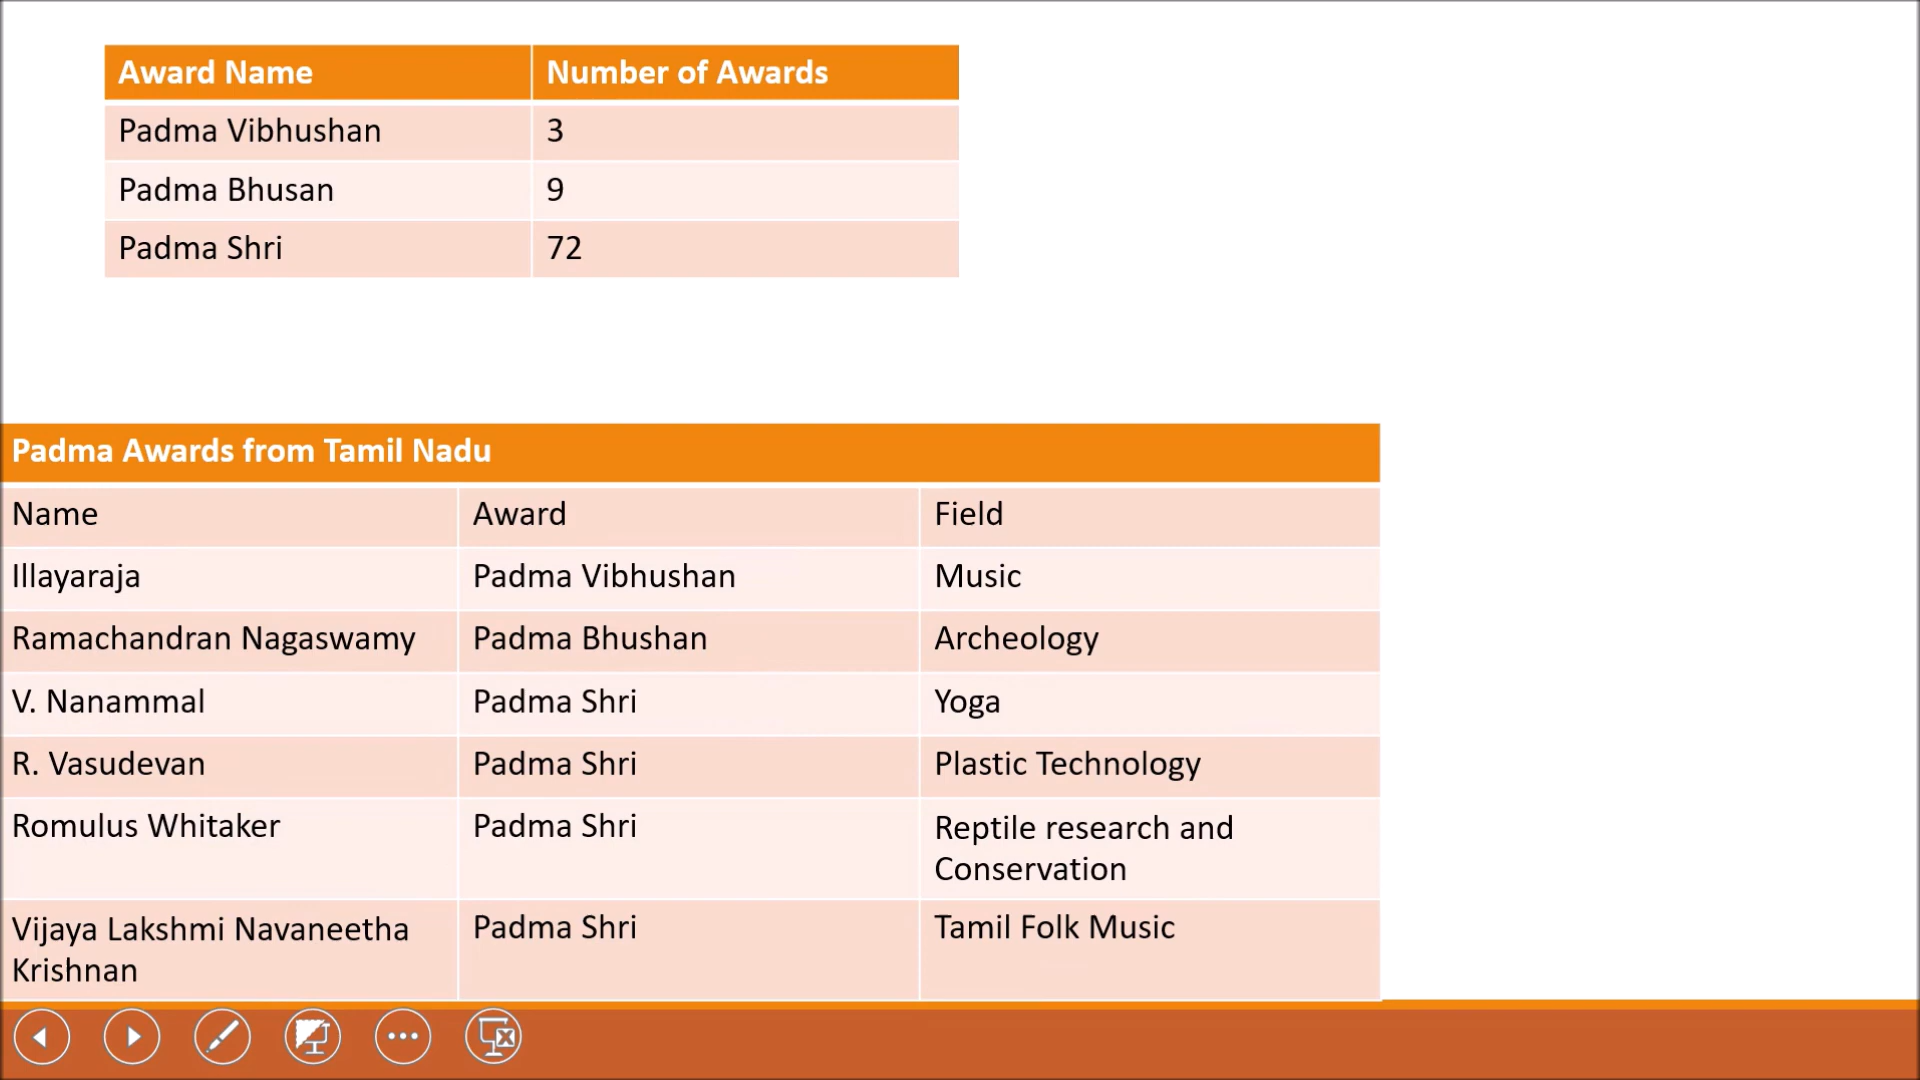 Award Name Number of Awards
Padma Vibhushan 3
Padma Bhusan 9
Padma Shri 72
Padma Awards from Tamil Nadu
Name Award Field
Illayaraja Padma Vibhushan Music
Ramachandran Nagaswamy Padma Bhushan Archeology
V. Nanammal Padma Shri Yoga
R. Vasudevan Padma Shri Plastic Technology
Romulus Whitaker Padma Shri Reptile research and
Conservation
Vijaya Lakshmi Navaneetha Padma Shri Tamil Folk Music
Krishnan